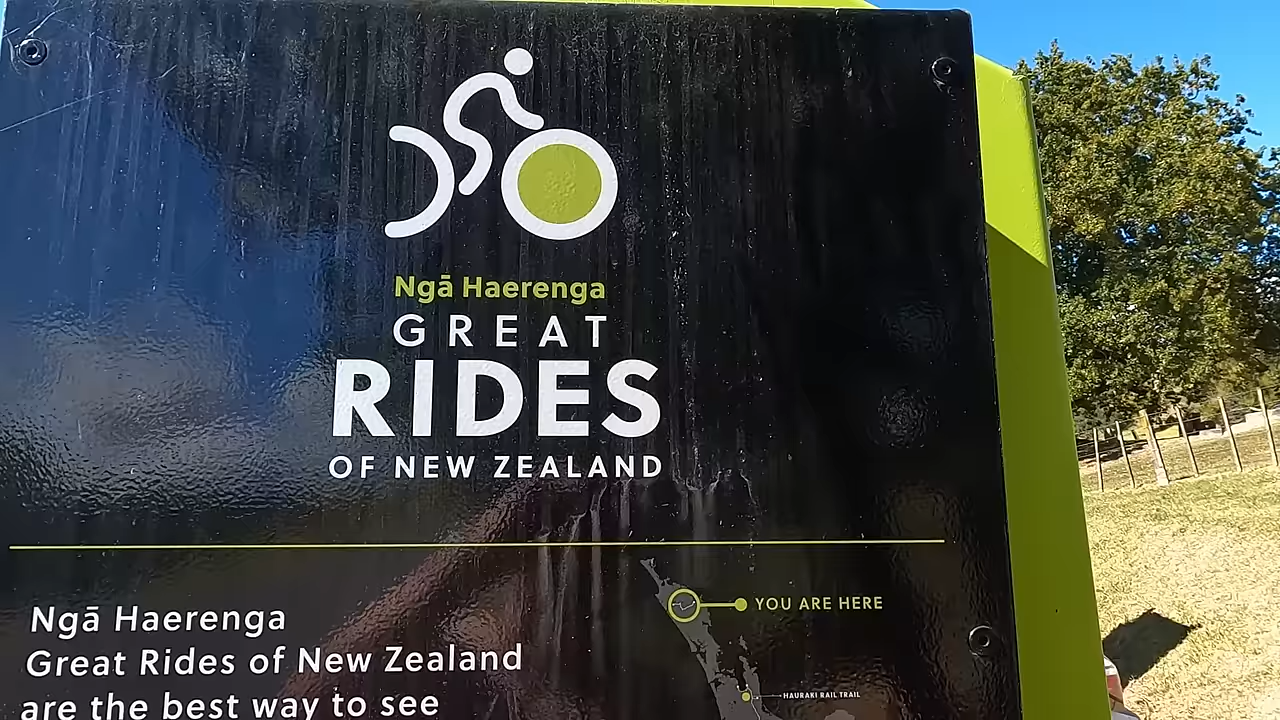 Ngā Haerenga
GREAT
RIDES
OF NEW ZEALAND
YOU ARE HERE
Ngā Haerenga
Great Rides of New Zealand
are the best way to see
HAURAKI RAIL TRAIL